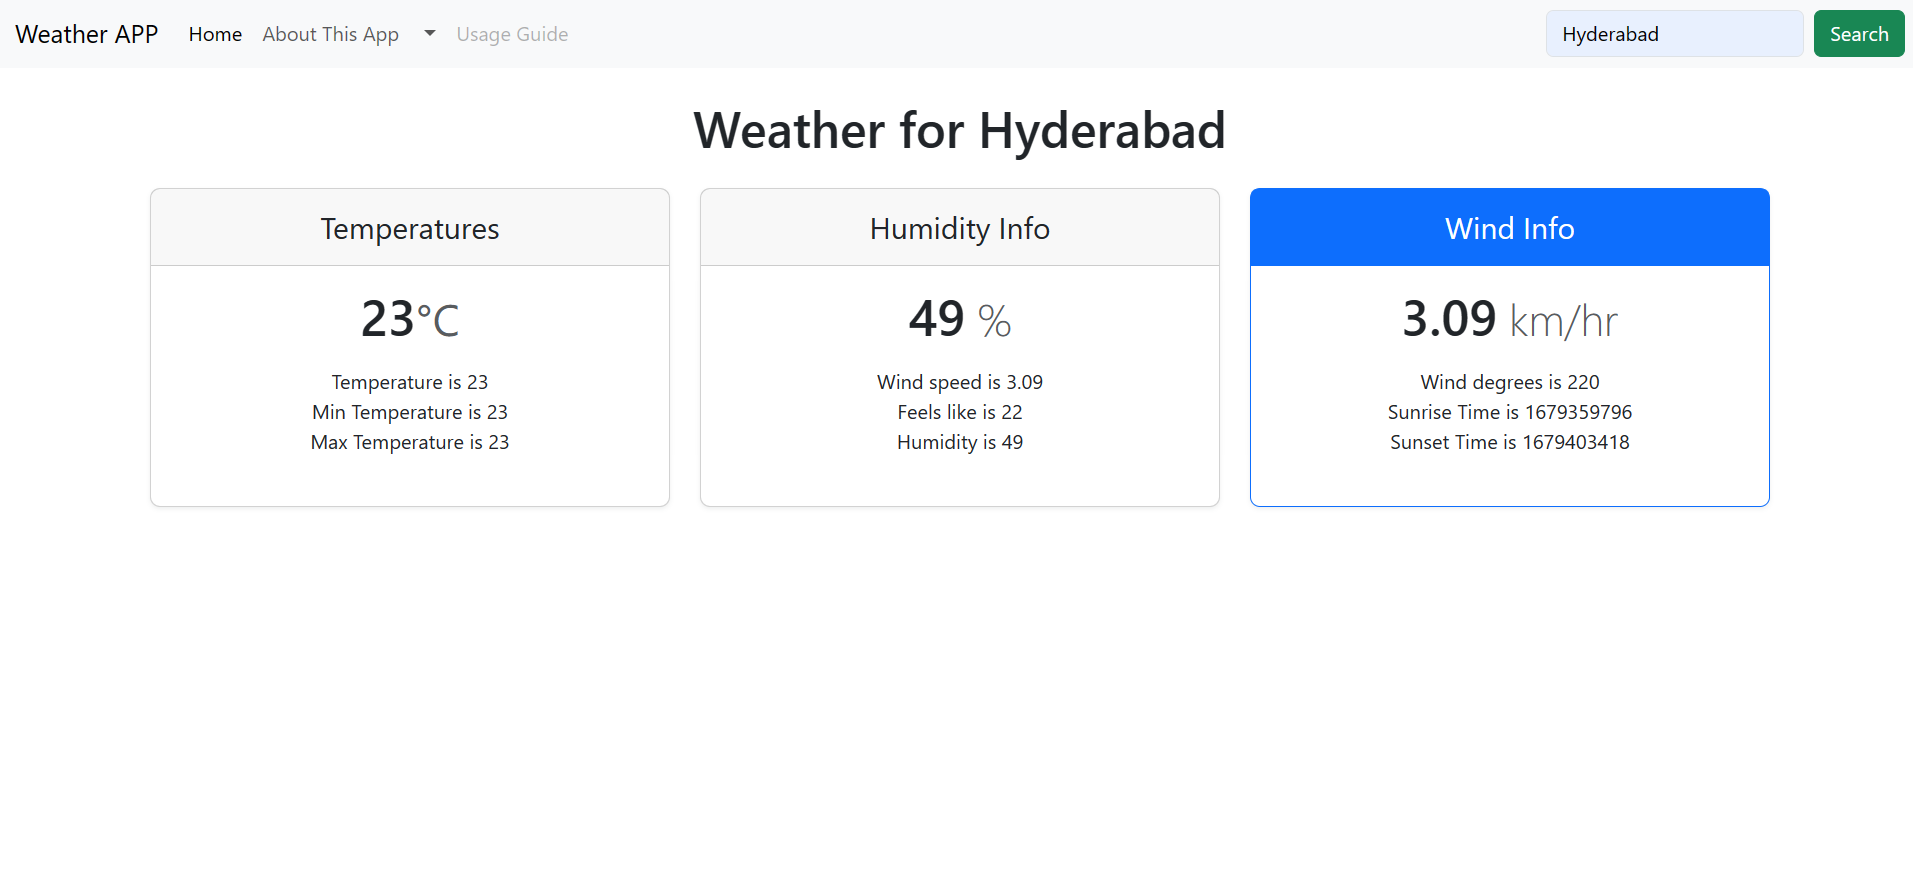 Weather APP Home About This App Usage Guide Hyderabad Search
Weather for Hyderabad
Temperatures
23°C
Temperature is 23
Min Temperature is 23
Max Temperature is 23
Humidity Info
49 %
Wind speed is 3.09
Feels like is 22
Humidity is 49
Wind Info
3.09 km/hr
Wind degrees is 220
Sunrise Time is 1679359796
Sunset Time is 1679403418